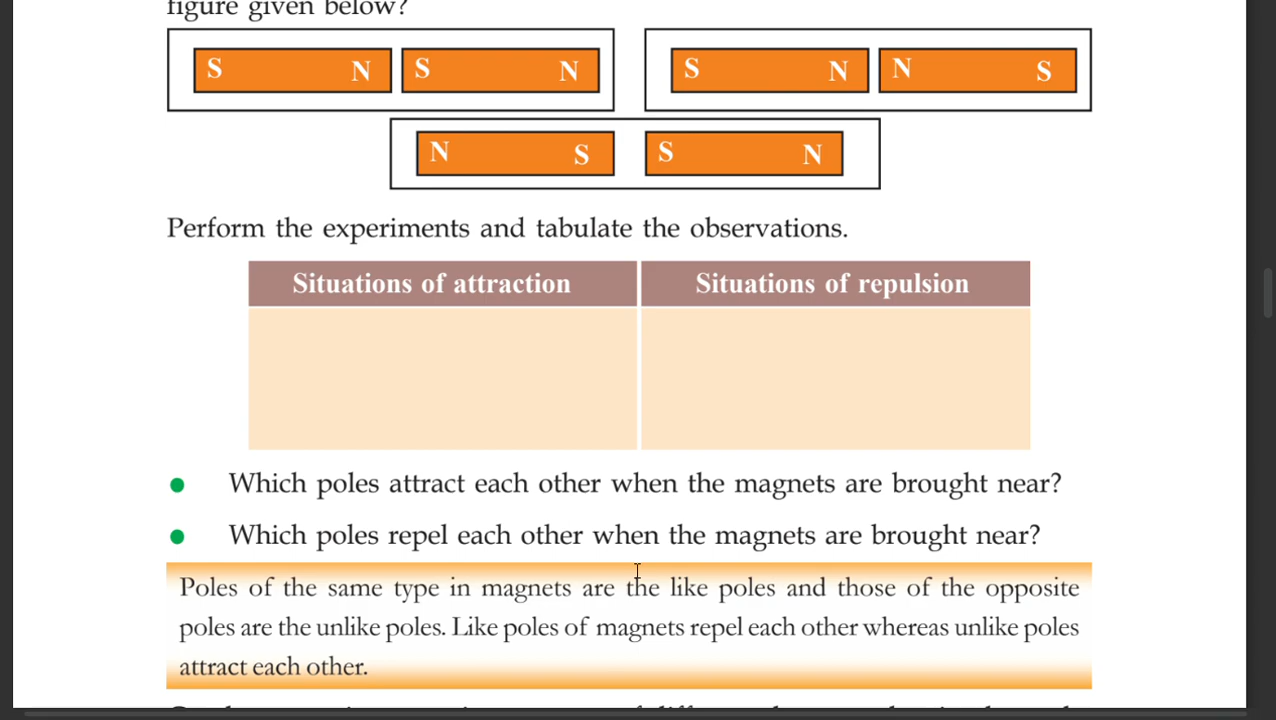 figure given below?
S N S N S N N S
N S S N
Perform the experiments and tabulate the observations.
Situations of attraction Situations of repulsion
Which poles attract each other when the magnets are brought near?
Which poles repel each other when the magnets are brought near?
Poles of the same type in magnets are the like poles and those of the opposite
poles are the unlike poles. Like poles of magnets repel each other whereas unlike poles
attract each other.